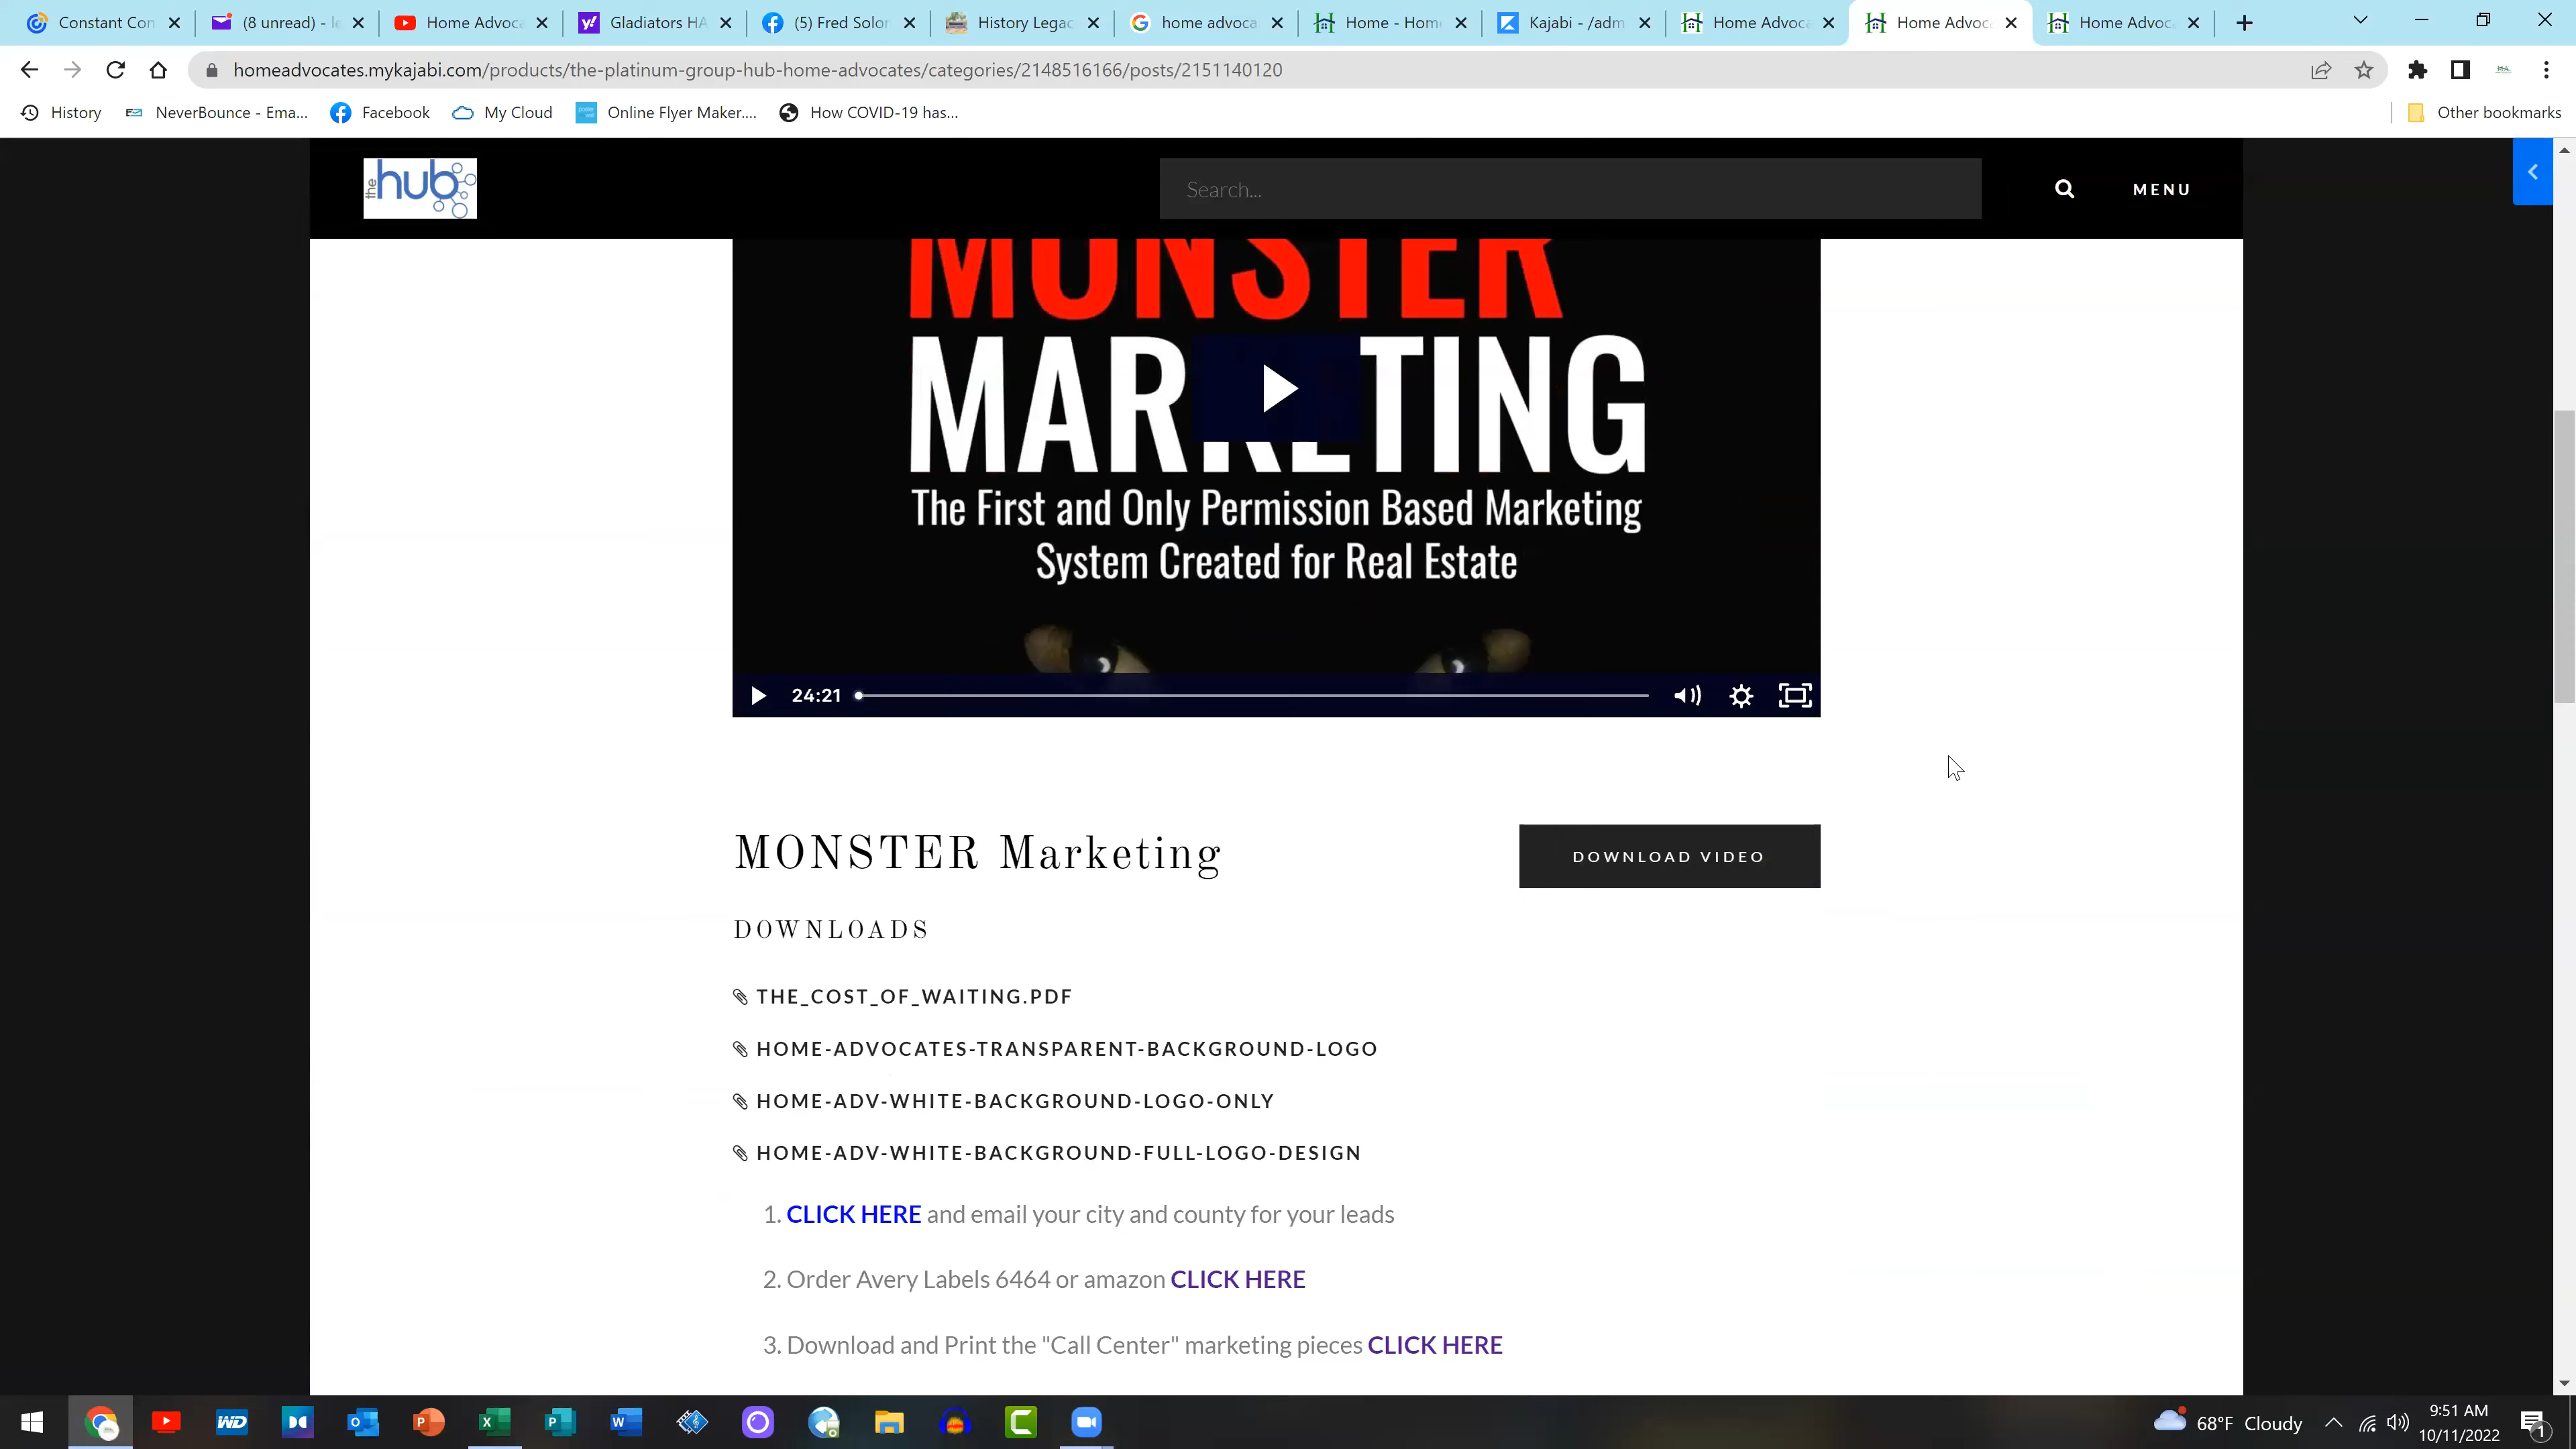 Constant Con
(8 unread) - le
Home Advoca
Gladiators HA
(5) Fred Solor
History Legac
home advoca
Home - Home
Kajabi - /adm
Home Advoca
Home Advoca
Home Advoca
homeadvocates.mykajabi.com/products/the-platinum-group-hub-home-advocates/categories/2148516166/posts/2151140120
History
NeverBounce - Ema...
Facebook
My Cloud
Online Flyer Maker....
How COVID-19 has...
Other bookmarks
the hub
Search...
MENU
MONSTER
MARKETING
The First and Only Permission Based Marketing
System Created for Real Estate
24:21
MONSTER Marketing
DOWNLOAD VIDEO
DOWNLOADS
THE_COST_OF_WAITING.PDF
HOME-ADVOCATES-TRANSPARENT-BACKGROUND-LOGO
HOME-ADV-WHITE-BACKGROUND-LOGO-ONLY
HOME-ADV-WHITE-BACKGROUND-FULL-LOGO-DESIGN
1. CLICK HERE and email your city and county for your leads
2. Order Avery Labels 6464 or amazon CLICK HERE
3. Download and Print the "Call Center" marketing pieces CLICK HERE
68°F Cloudy
9:51 AM
10/11/2022
1